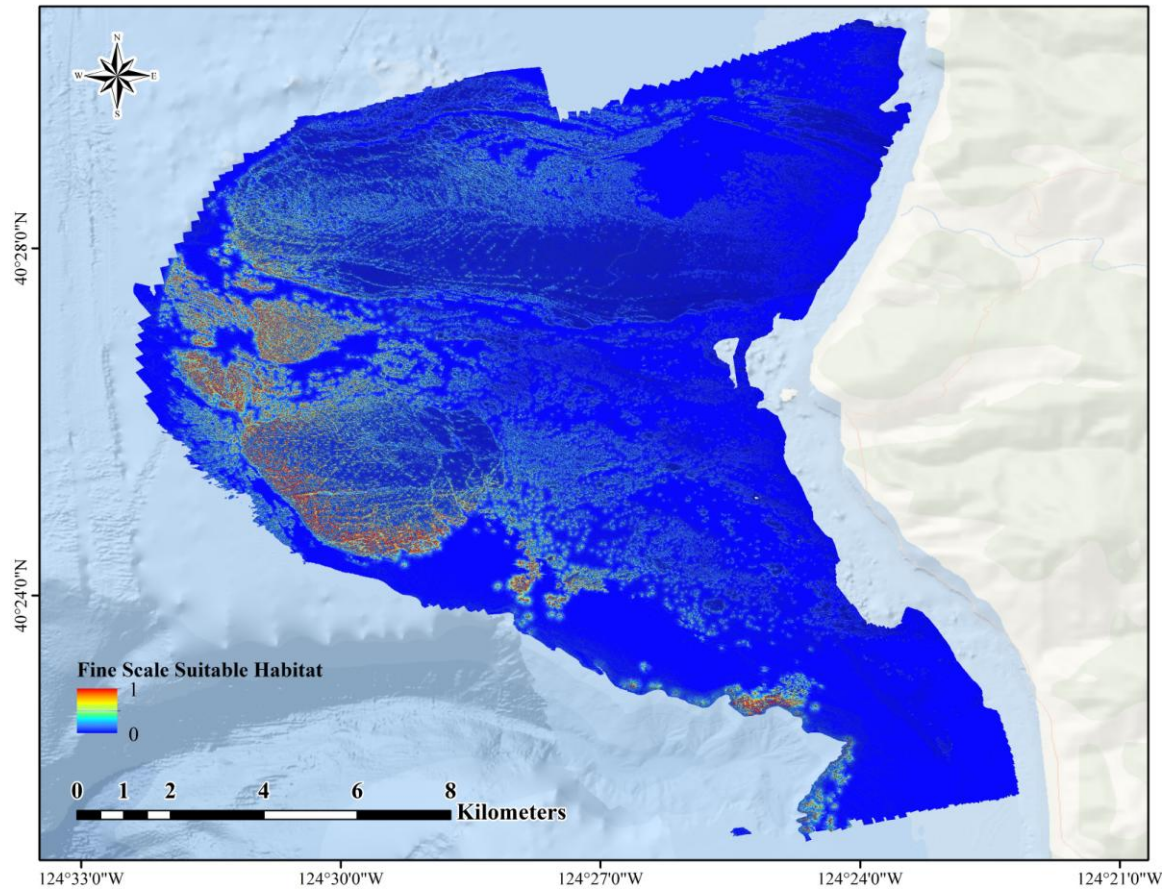 N
W E
S
40°28'0"N
40°24'0"N
Fine Scale Suitable Habitat
1
0
0 1 2 4 6 8
Kilometers
124°33'0"W 124°30'0"W 124°27'0"W 124°24'0"W 124°21'0"W